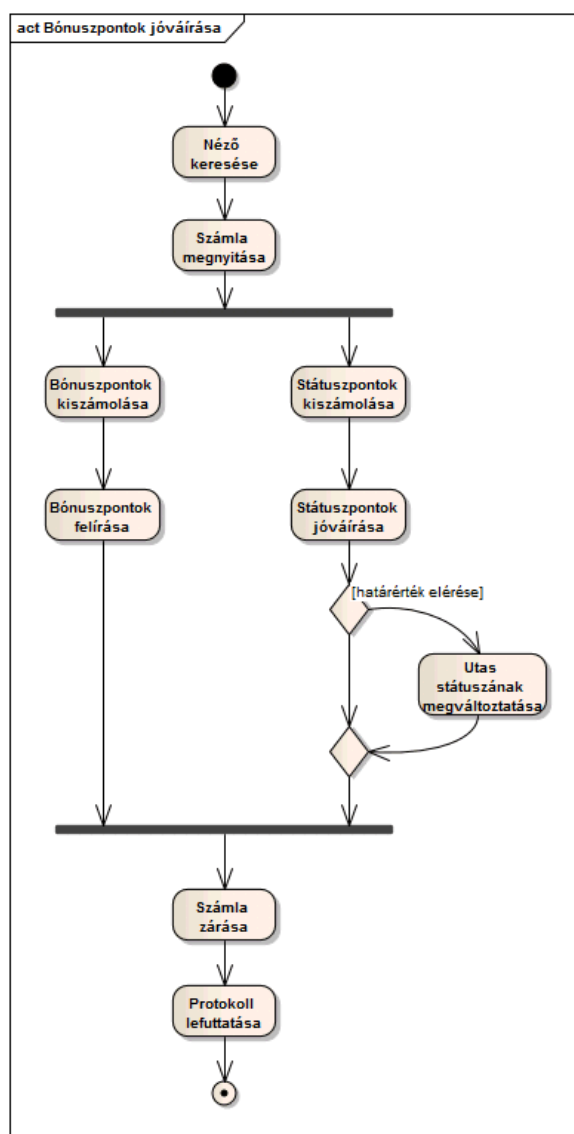 act Bónuszpontok jóváírása
Néző
keresése
Számla
megnyitása
Bónuszpontok
kiszámolása
Státuszpontok
kiszámolása
Bónuszpontok
felírása
Státuszpontok
jóváírása
[határérték elérése]
Utas
státuszának
megváltoztatása
Számla
zárása
Protokoll
lefuttatása